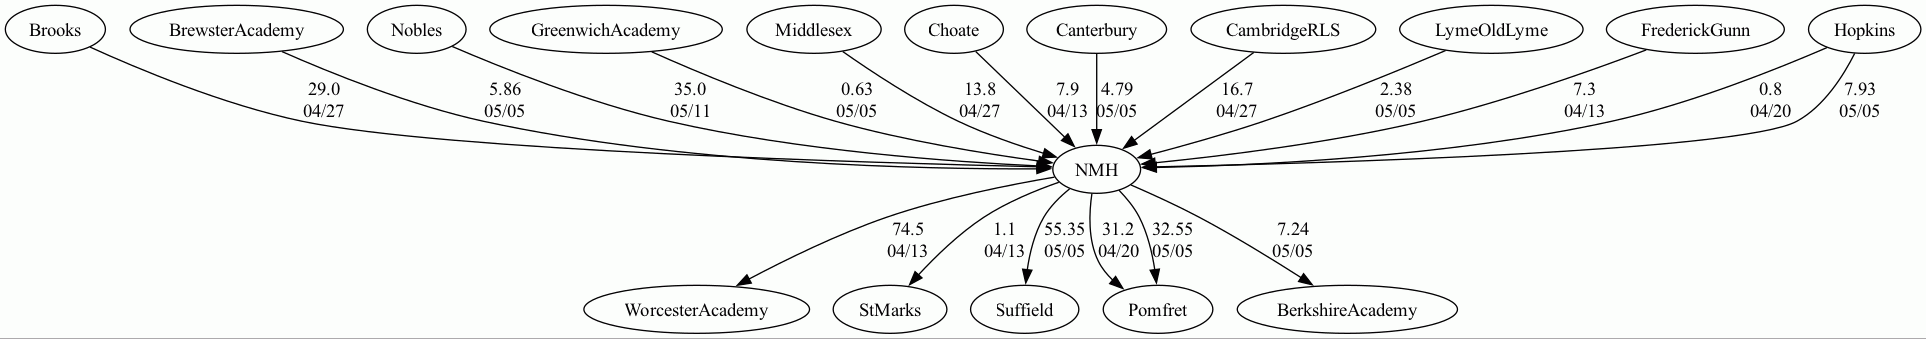 Brooks
BrewsterAcademy
Nobles
GreenwichAcademy
Middlesex
Choate
Canterbury
CambridgeRLS
LymeOldLyme
FrederickGunn
Hopkins
29.0
04/27
5.86
05/05
35.0
05/11
0.63
05/05
13.8
04/27
7.9
04/13
4.79
05/05
16.7
04/27
2.38
05/05
7.3
04/13
0.8
04/20
7.93
05/05
NMH
74.5
04/13
1.1
04/13
55.35
05/05
31.2
04/20
32.55
05/05
7.24
05/05
WorcesterAcademy
StMarks
Suffield
Pomfret
BerkshireAcademy